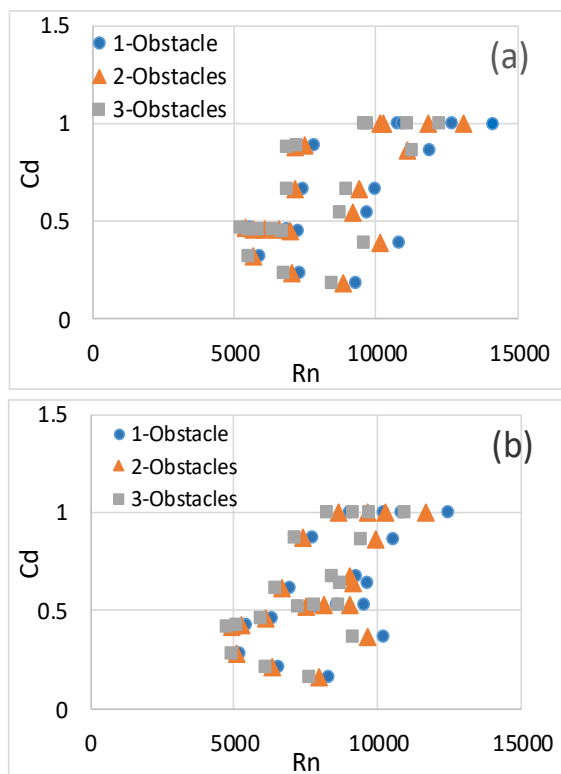 1.5
(a)
1-Obstacle
2-Obstacles
3-Obstacles
1
Cd
0.5
0
0 5000 10000 15000
Rn
1.5
(b)
1-Obstacle
2-Obstacles
3-Obstacles
1
Cd
0.5
0
0 5000 10000 15000
Rn